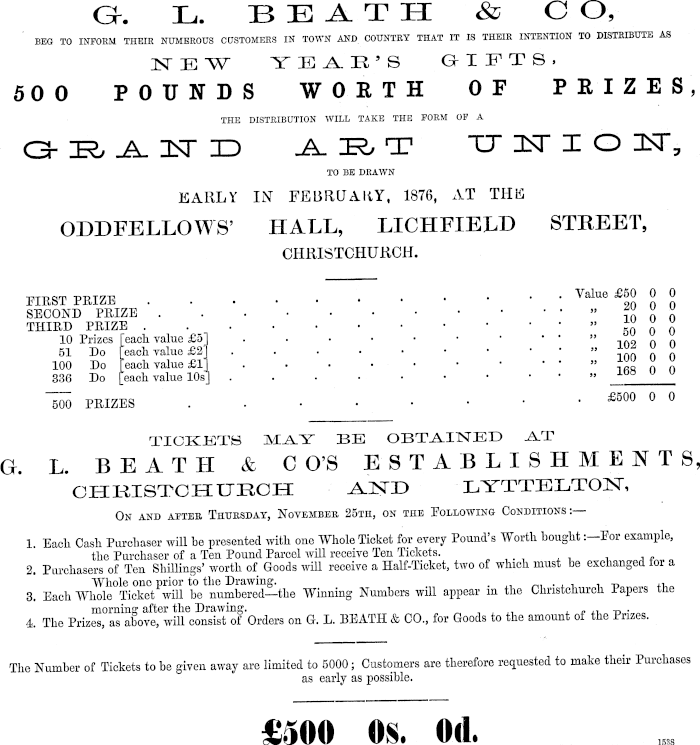 G. L. BEATH & CO,
BEG TO INFORM THEIR NUMEROUS CUSTOMERS IN TOWN AND COUNTRY THAT IT IS THEIR INTENTION TO DISTRIBUTE AS
NEW YEAR'S GIFTS,
500 POUNDS WORTH OF PRIZES,
THE DISTRIBUTION WILL TAKE THE FORM OF A
GRAND ART UNION,
TO BE DRAWN
EARLY IN FEBRUARY, 1876, AT THE
ODDFELLOWS' HALL, LICHFIELD STREET,
CHRISTCHURCH.
FIRST PRIZE . . . . . . . . . . . Value £50 0 0
SECOND PRIZE . . . . . . . . . . . „ 20 0 0
THIRD PRIZE . . . . . . . . . . . „ 10 0 0
10 Prizes [each value £5] . . . . . . . . . „ 50 0 0
51 Do [each value £2] . . . . . . . . . „ 102 0 0
100 Do [each value £1] . . . . . . . . . „ 100 0 0
336 Do [each value 10s] . . . . . . . . . „ 168 0 0
500 PRIZES . . . . . . . . . . £500 0 0
TICKETS MAY BE OBTAINED AT
G. L. BEATH & CO'S ESTABLISHMENTS,
CHRISTCHURCH AND LYTTELTON,
ON AND AFTER THURSDAY, NOVEMBER 25TH, ON THE FOLLOWING CONDITIONS:—
1. Each Cash Purchaser will be presented with one Whole Ticket for every Pound's Worth bought:—For example,
the Purchaser of a Ten Pound Parcel will receive Ten Tickets.
2. Purchasers of Ten Shillings' worth of Goods will receive a Half-Ticket, two of which must be exchanged for a
Whole one prior to the Drawing.
3. Each Whole Ticket will be numbered—the Winning Numbers will appear in the Christchurch Papers the
morning after the Drawing.
4. The Prizes, as above, will consist of Orders on G. L. BEATH & CO., for Goods to the amount of the Prizes.
The Number of Tickets to be given away are limited to 5000; Customers are therefore requested to make their Purchases
as early as possible.
£500 0s. 0d.
1538